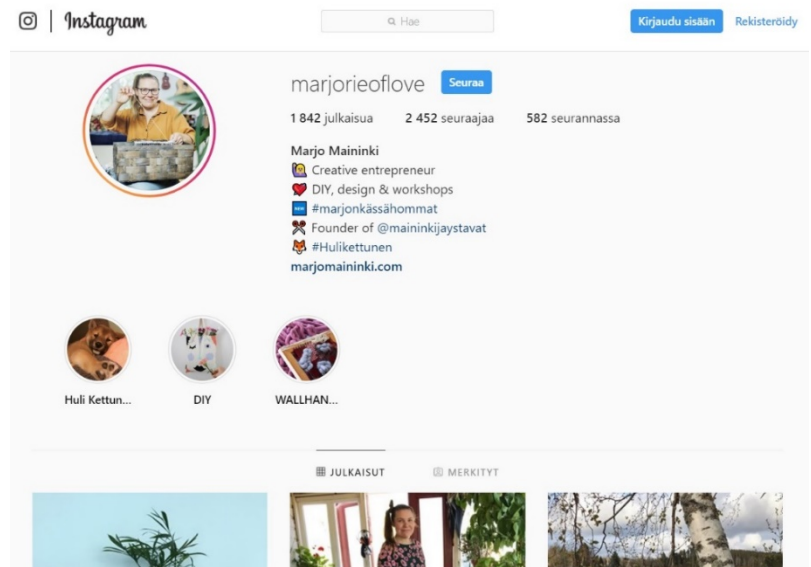 Instagram
Hae
Kirjaudu sisään
Rekisteröidy
marjorieoflove
Seuraa
1 842 julkaisua
2 452 seuraajaa
582 seurannassa
Marjo Maininki
Creative entrepreneur
DIY, design & workshops
#marjonkässähommat
Founder of @maininkijaystavat
#Hulikettunen
marjomaininki.com
Huli Kettun...
DIY
WALLHAN...
JULKAISUT
MERKITYT